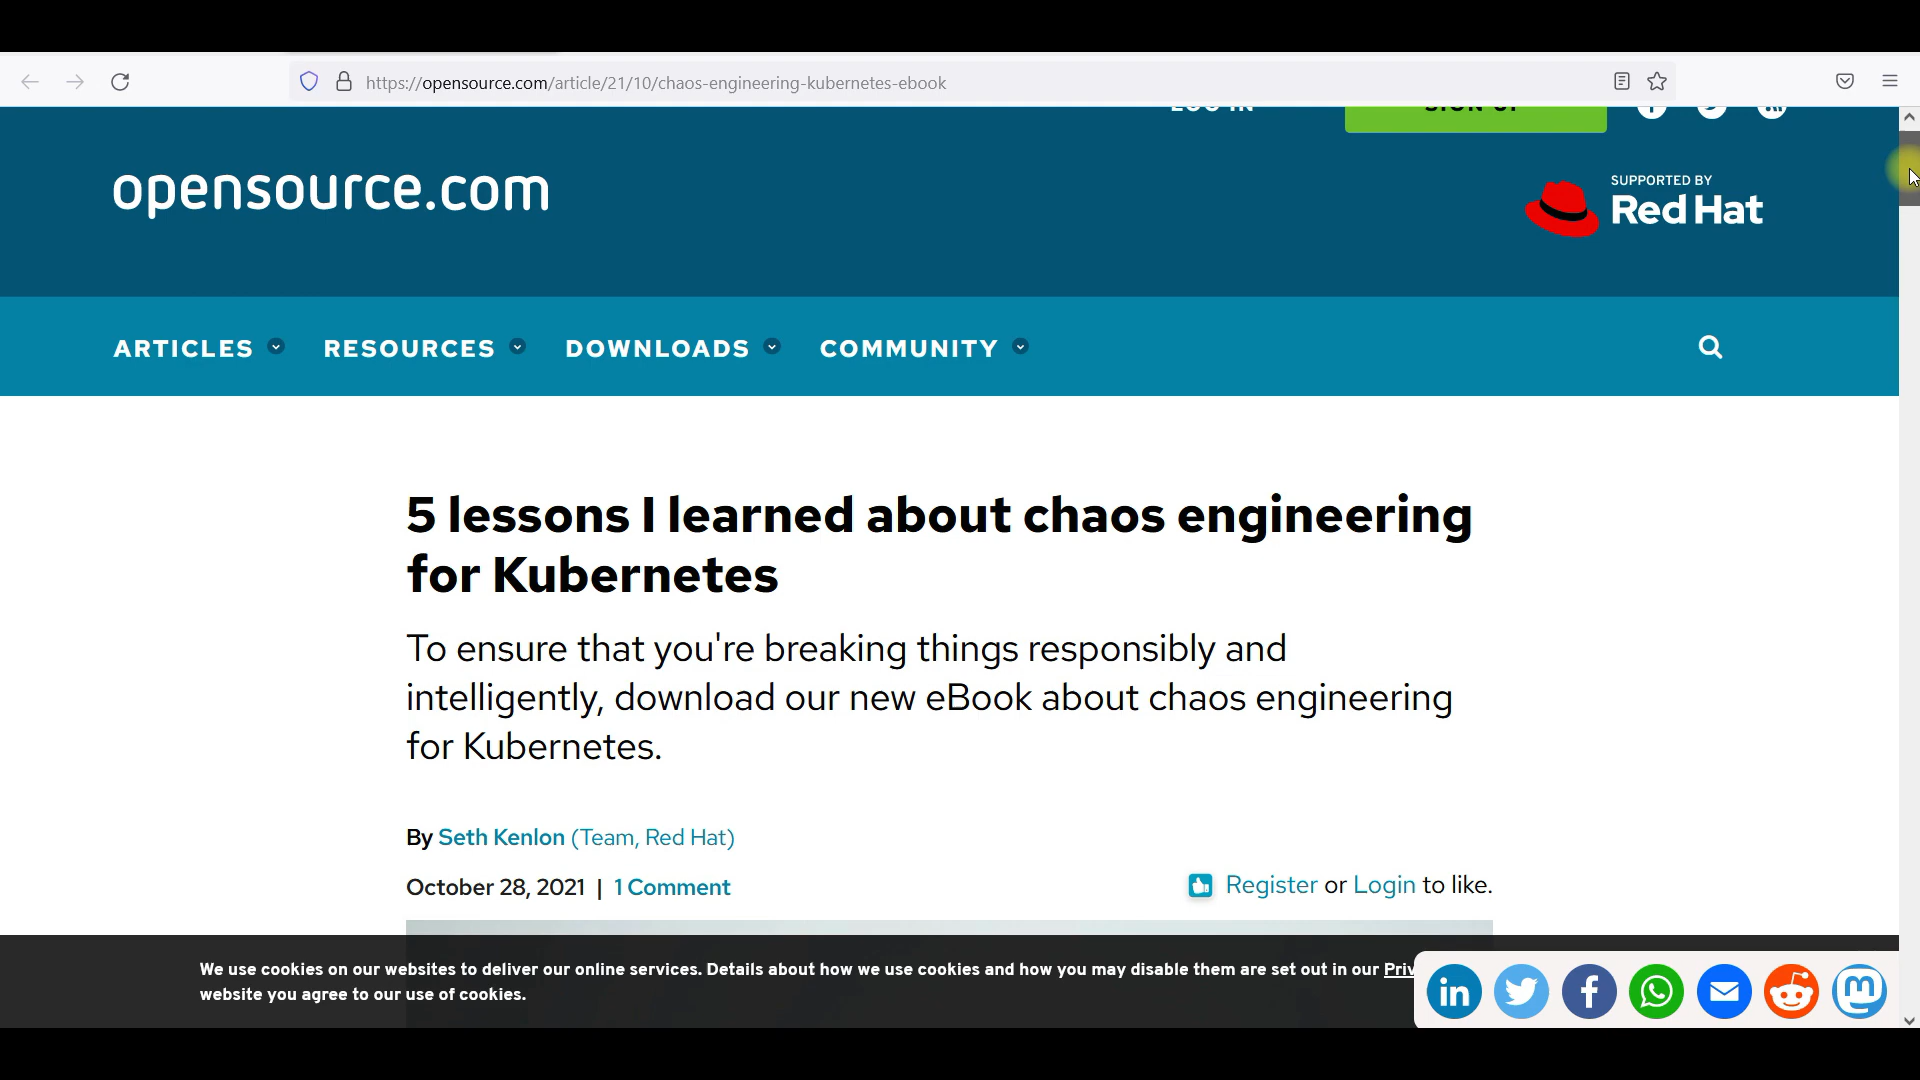 https://opensource.com/article/21/10/chaos-engineering-kubernetes-ebook
LOG IN
SIGN UP
opensource.com
SUPPORTED BY
Red Hat
ARTICLES RESOURCES DOWNLOADS COMMUNITY
5 lessons I learned about chaos engineering
for Kubernetes
To ensure that you're breaking things responsibly and
intelligently, download our new eBook about chaos engineering
for Kubernetes.
By Seth Kenlon (Team, Red Hat)
October 28, 2021 | 1 Comment
Register or Login to like.
We use cookies on our websites to deliver our online services. Details about how we use cookies and how you may disable them are set out in our Priv
website you agree to our use of cookies.
in
f
m